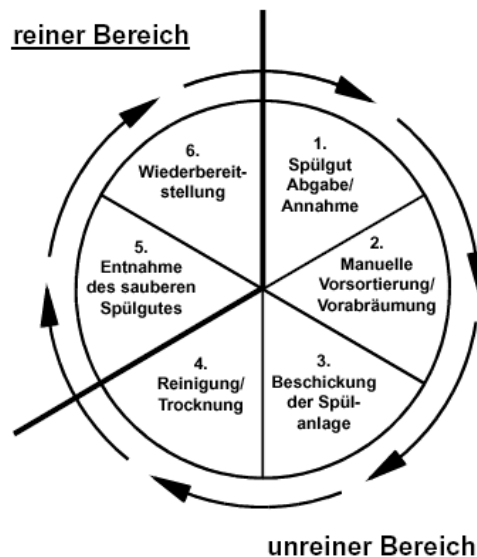 reiner Bereich
1.
Spülgut
Abgabe/
Annahme
2.
Manuelle
Vorsortierung/
Vorabräumung
3.
Beschickung
der Spül-
anlage
4.
Reinigung/
Trocknung
5.
Entnahme
des sauberen
Spülgutes
6.
Wiederbereit-
stellung
unreiner Bereich